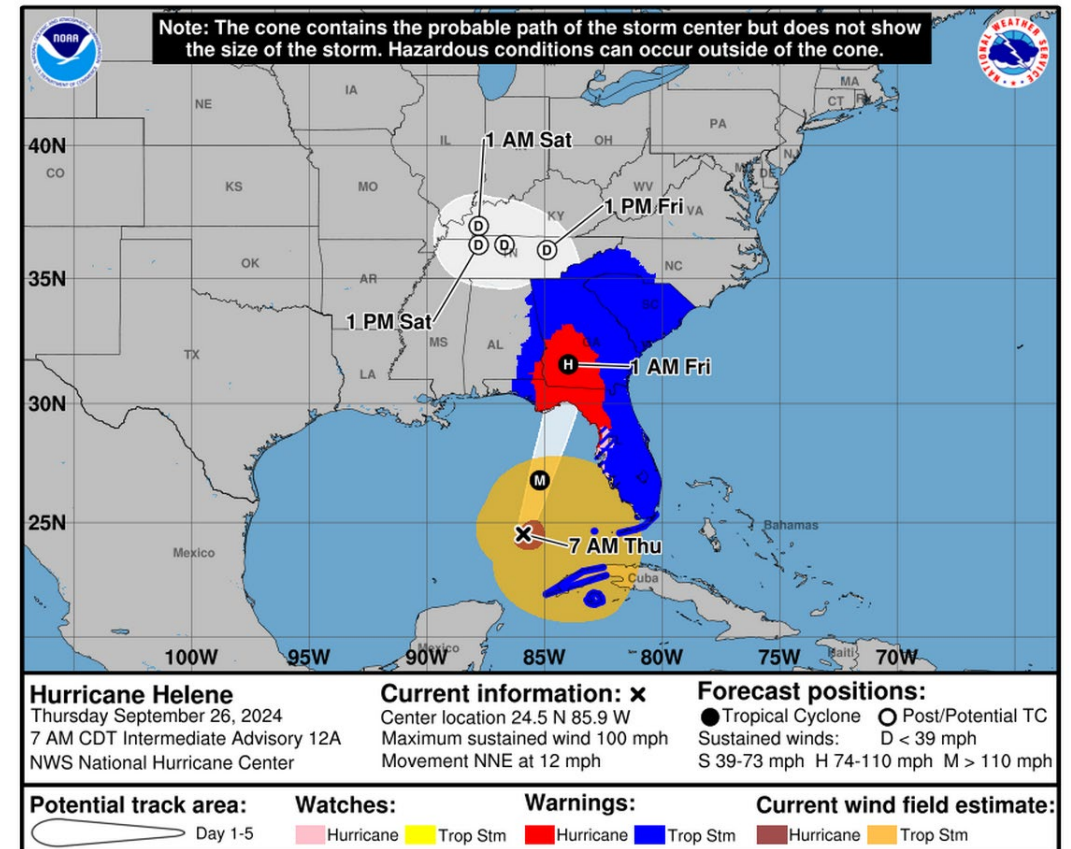 Note: The cone contains the probable path of the storm center but does not show
the size of the storm. Hazardous conditions can occur outside of the cone.
NOAA
NATIONAL WEATHER SERVICE
MA
CT
NE
IA
PA
IL
OH
NJ
40N
1 AM Sat
CO
DE
KS
MO
WV
KY
1 PM Fri
VA
D
D
D
D
TN
OK
AR
NC
35N
SC
1 PM Sat
MS
AL
GA
TX
LA
H
1 AM Fri
30N
M
25N
Bahamas
7 AM Thu
Mexico
Cuba
Mexico
Haiti
100W
95W
90W
85W
80W
75W
70W
Hurricane Helene
Thursday September 26, 2024
7 AM CDT Intermediate Advisory 12A
NWS National Hurricane Center
Current information: x
Center location 24.5 N 85.9 W
Maximum sustained wind 100 mph
Movement NNE at 12 mph
Forecast positions:
Tropical Cyclone
Post/Potential TC
Sustained winds: D < 39 mph
S 39-73 mph H 74-110 mph M > 110 mph
Potential track area:
Day 1-5
Watches:
Hurricane
Trop Stm
Warnings:
Hurricane
Trop Stm
Current wind field estimate:
Hurricane
Trop Stm